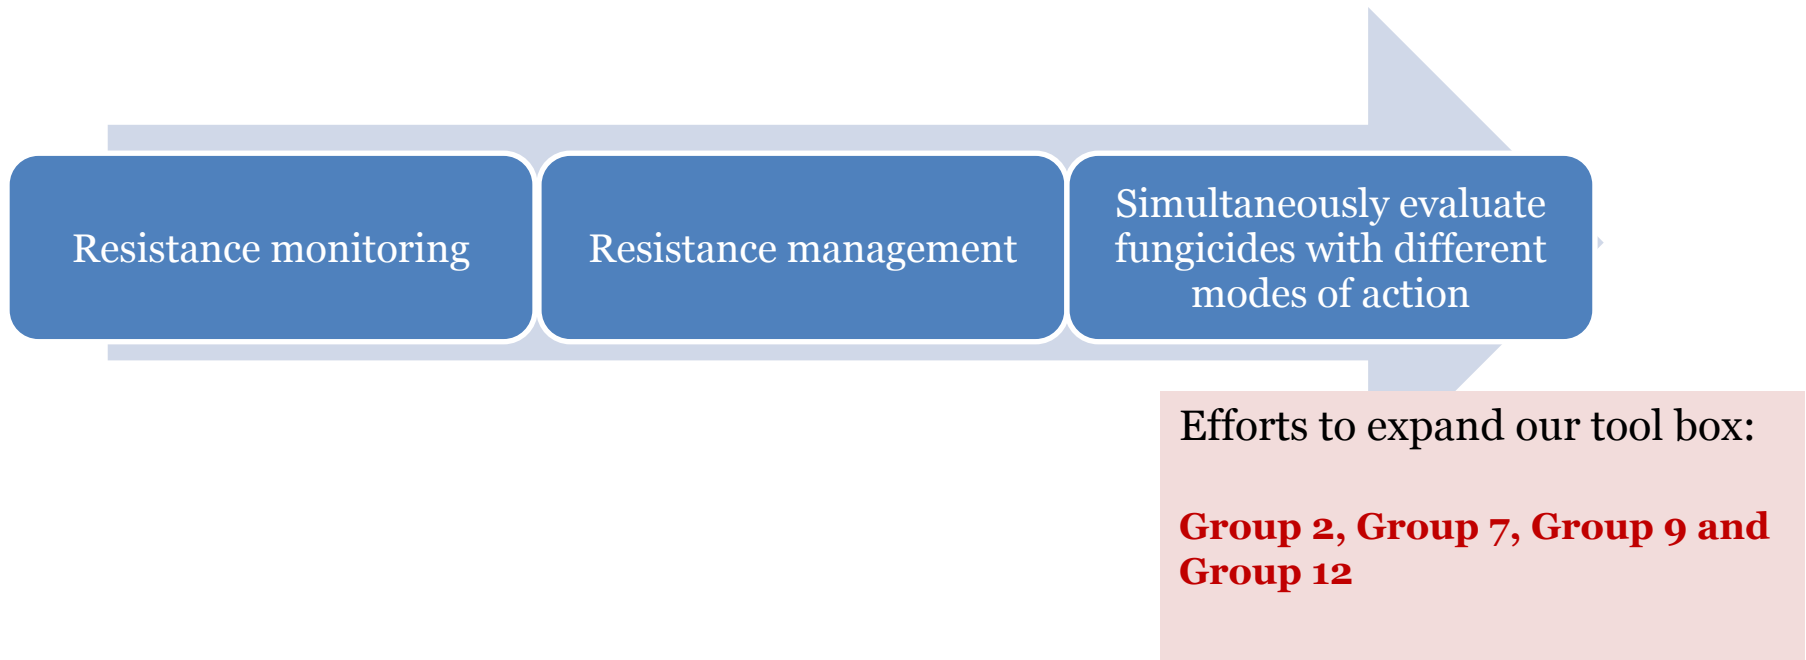 Resistance monitoring
Resistance management
Simultaneously evaluate
fungicides with different
modes of action
Efforts to expand our tool box:
Group 2, Group 7, Group 9 and
Group 12